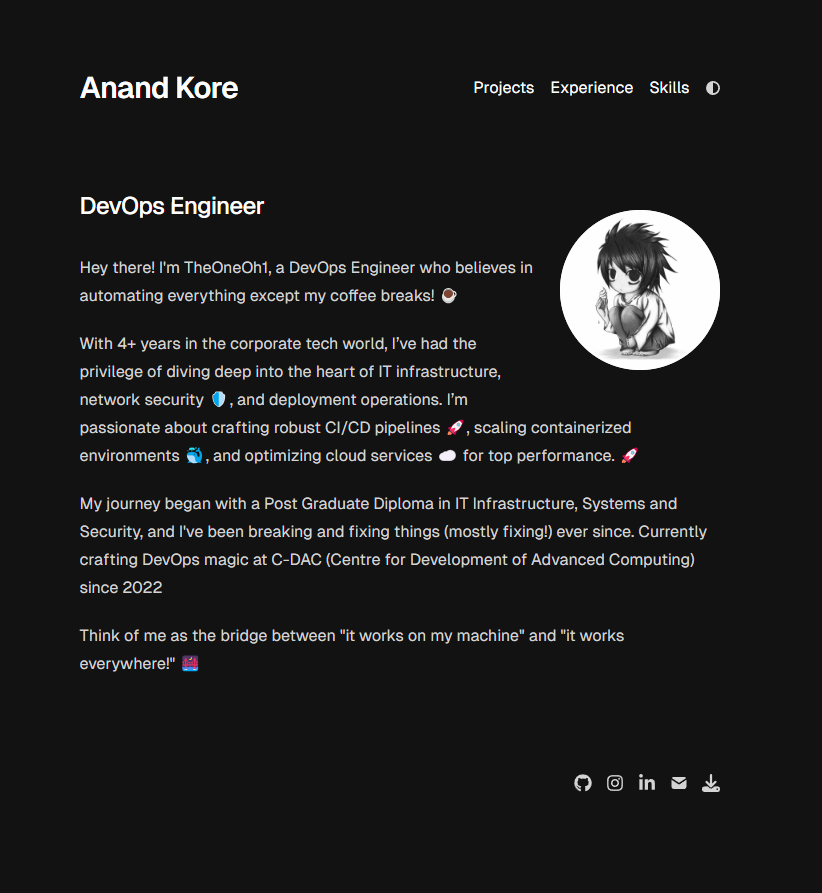 Anand Kore
Projects Experience Skills
DevOps Engineer
Hey there! I'm TheOneOh1, a DevOps Engineer who believes in
automating everything except my coffee breaks! ☕
With 4+ years in the corporate tech world, I’ve had the
privilege of diving deep into the heart of IT infrastructure,
network security 🛡️, and deployment operations. I’m
passionate about crafting robust CI/CD pipelines 🚀, scaling containerized
environments 🐳, and optimizing cloud services ☁️ for top performance. 🚀
My journey began with a Post Graduate Diploma in IT Infrastructure, Systems and
Security, and I've been breaking and fixing things (mostly fixing!) ever since. Currently
crafting DevOps magic at C-DAC (Centre for Development of Advanced Computing)
since 2022
Think of me as the bridge between "it works on my machine" and "it works
everywhere!" 🌉
in